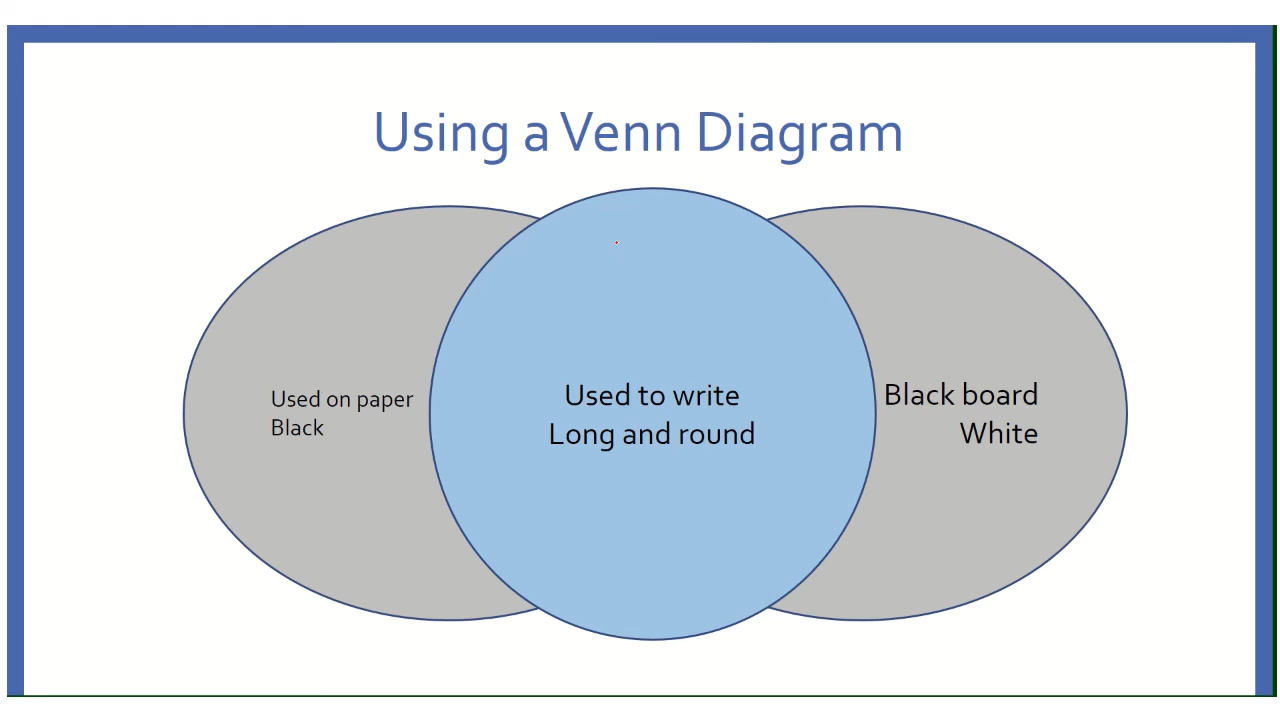 Using a Venn Diagram
Used on paper
Black
Used to write
Long and round
Black board
White